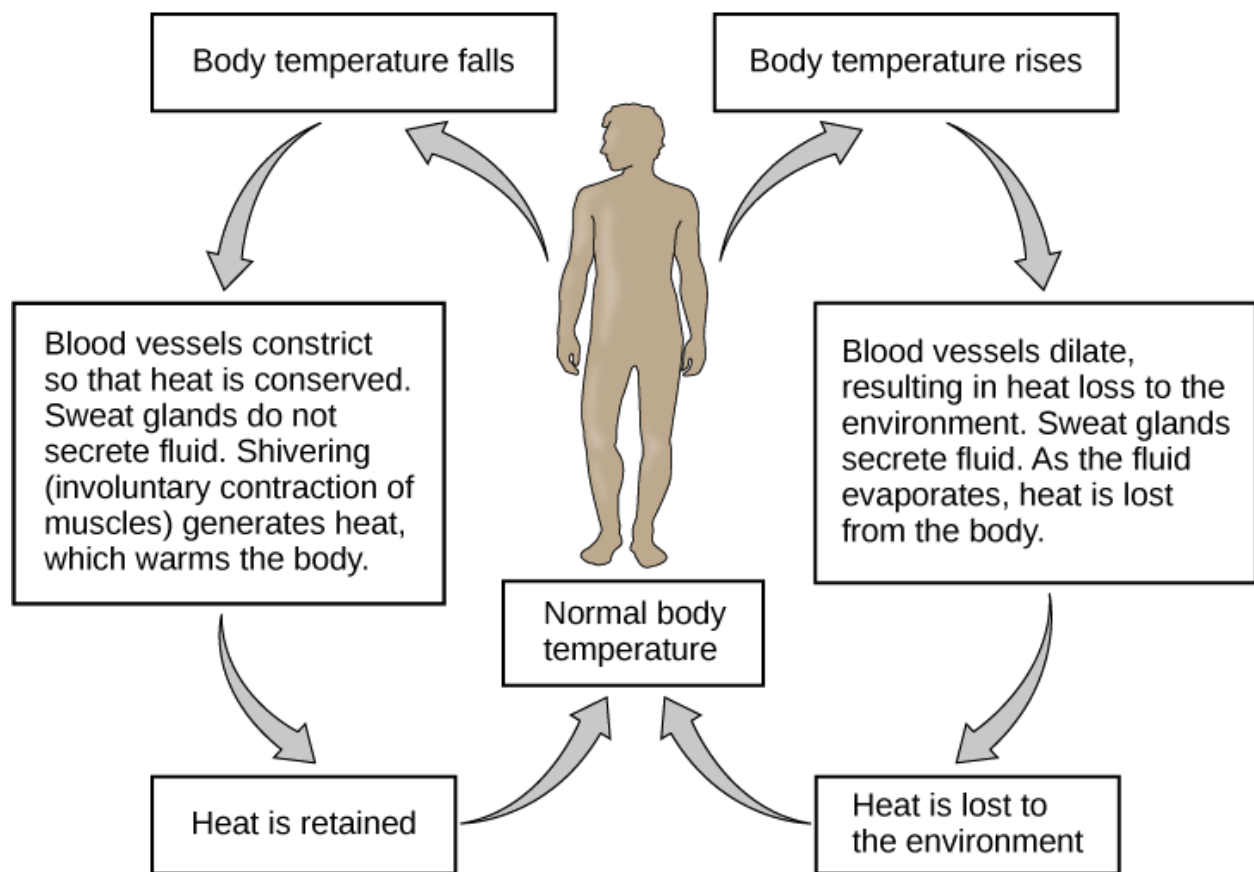 Body temperature falls
Body temperature rises
Blood vessels constrict
so that heat is conserved.
Sweat glands do not
secrete fluid. Shivering
(involuntary contraction of
muscles) generates heat,
which warms the body.
Blood vessels dilate,
resulting in heat loss to the
environment. Sweat glands
secrete fluid. As the fluid
evaporates, heat is lost
from the body.
Normal body
temperature
Heat is retained
Heat is lost to
the environment